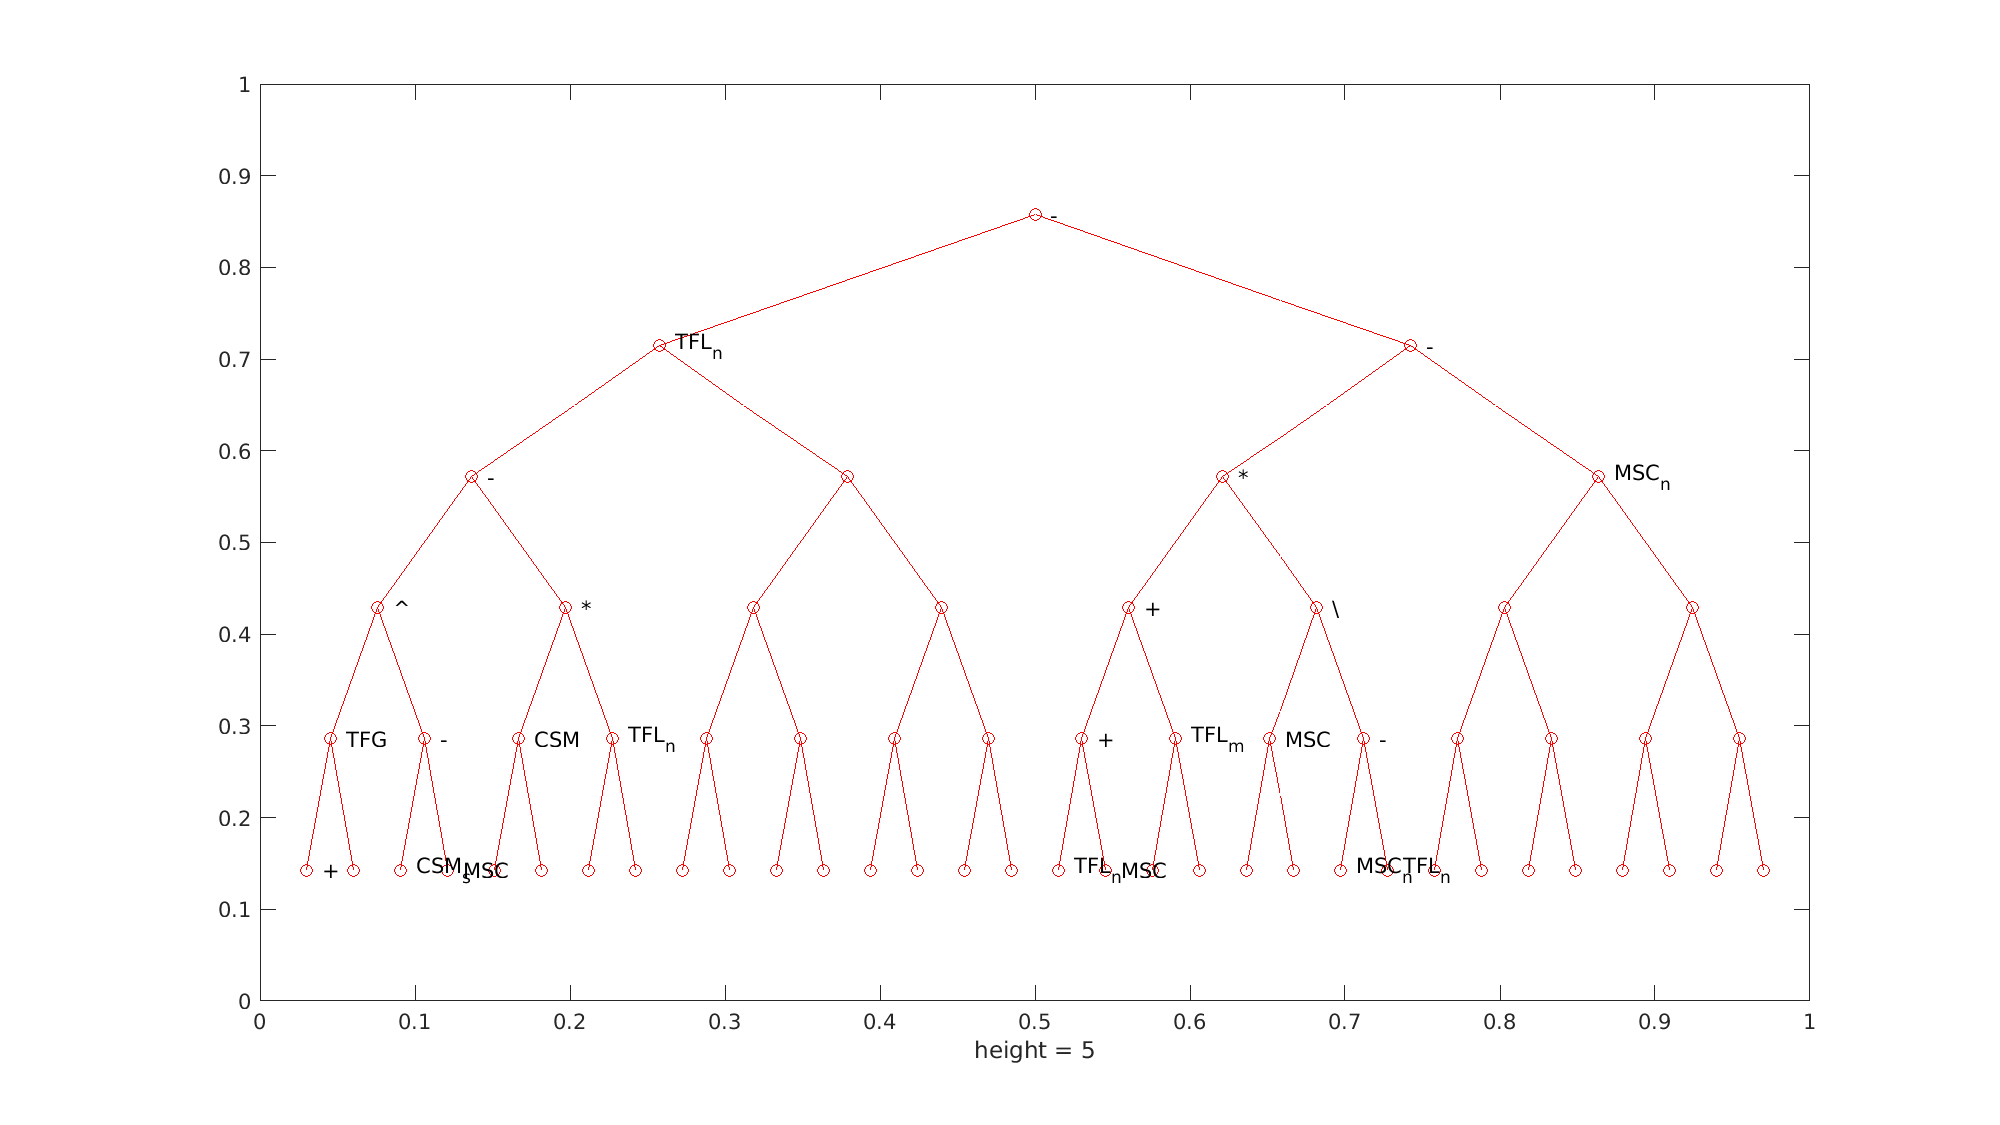 1
0.9
-
0.8
TFLn -
0.7
0.6
- * MSCn
0.5
^ * + \
0.4
0.3
TFG - CSM TFLn + TFLm MSC -
0.2
+ CSMs MSC TFLn MSC MSCn TFLn
0.1
0
0 0.1 0.2 0.3 0.4 0.5 0.6 0.7 0.8 0.9 1
height = 5